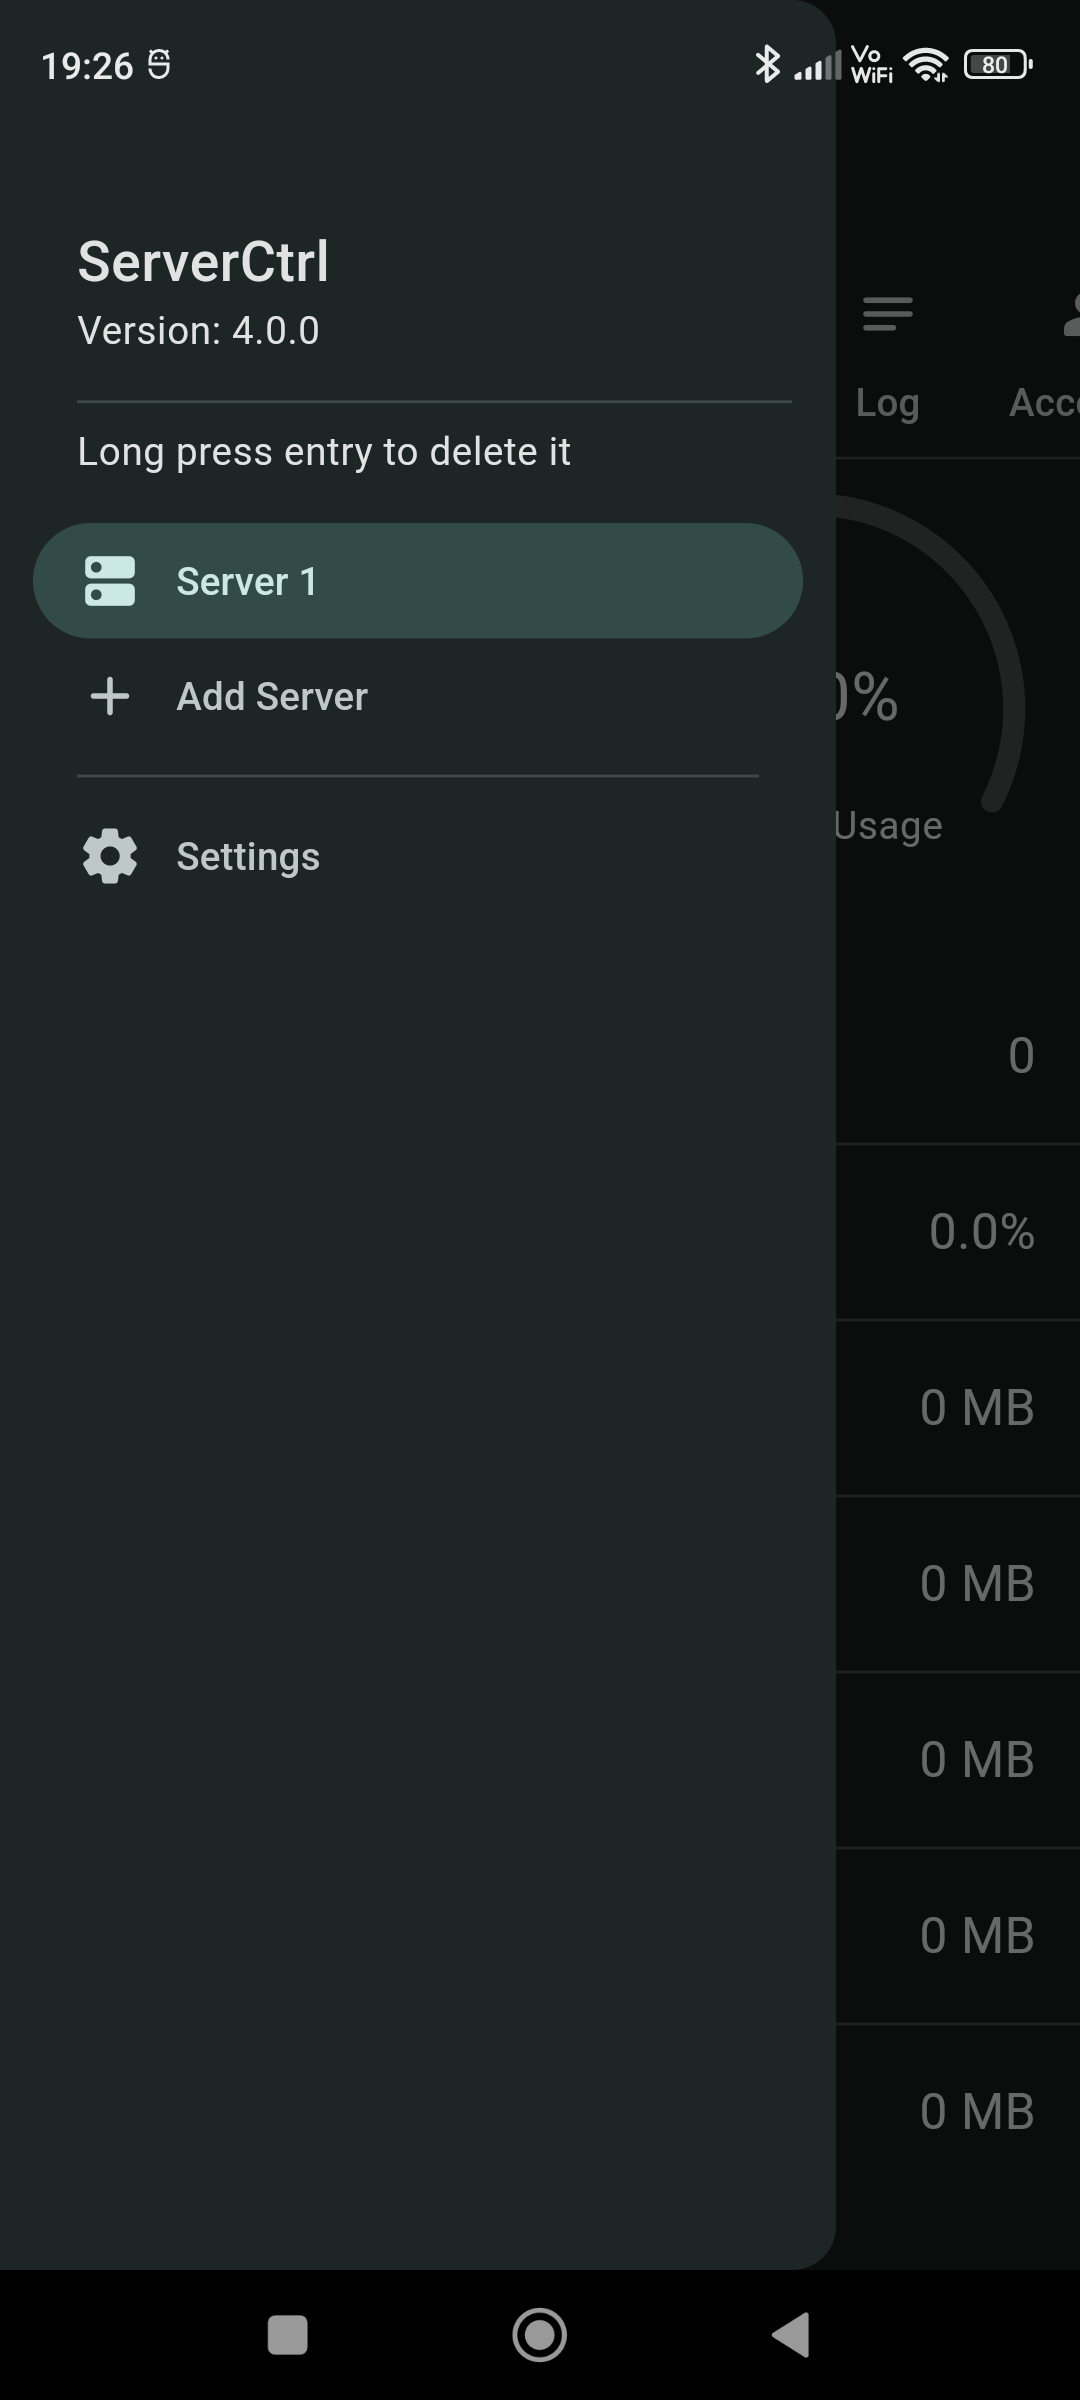 19:26
Vo
WiFi
80
ServerCtrl
Version: 4.0.0
Log
Long press entry to delete it
Server 1
Add Server
0%
Settings
Usage
0
0.0%
0 MB
0 MB
0 MB
0 MB
0 MB